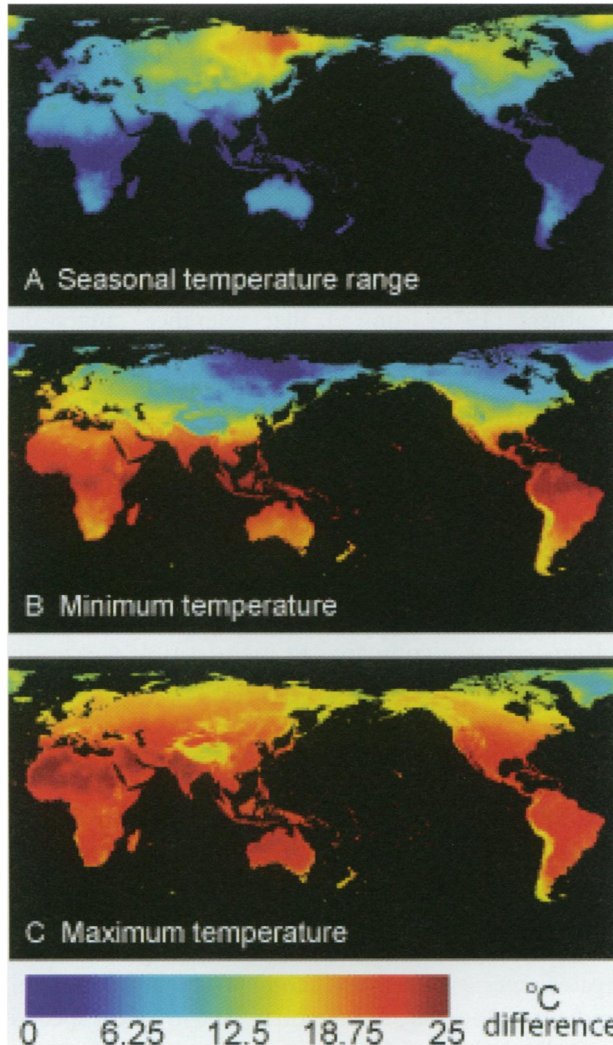 A Seasonal temperature range
B Minimum temperature
C Maximum temperature
0 6.25 12.5 18.75 25 °C
difference